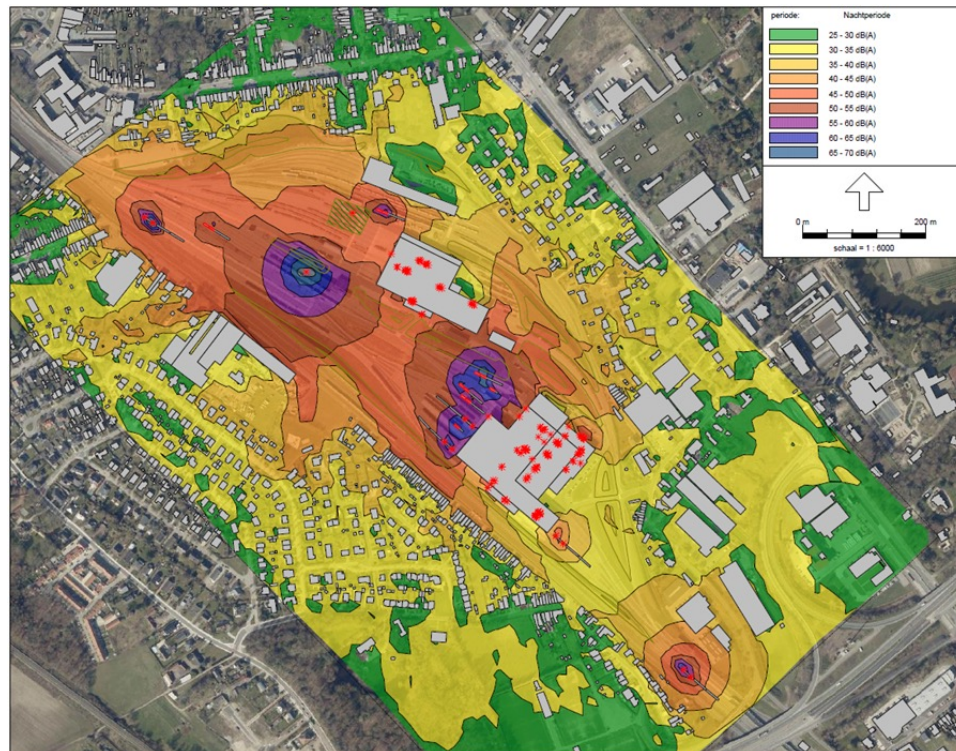 periode: Nachtperiode
25 - 30 dB(A)
30 - 35 dB(A)
35 - 40 dB(A)
40 - 45 dB(A)
45 - 50 dB(A)
50 - 55 dB(A)
55 - 60 dB(A)
60 - 65 dB(A)
65 - 70 dB(A)
0 m 200 m
schaal = 1 : 6000